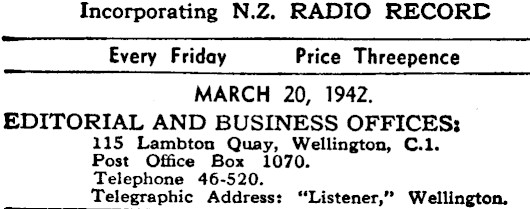 Incorporating N.Z. RADIO RECORD
Every Friday Price Threepence
MARCH 20, 1942.
EDITORIAL AND BUSINESS OFFICES:
115 Lambton Quay, Wellington, C.1.
Post Office Box 1070.
Telephone 46-520.
Telegraphic Address: "Listener," Wellington.